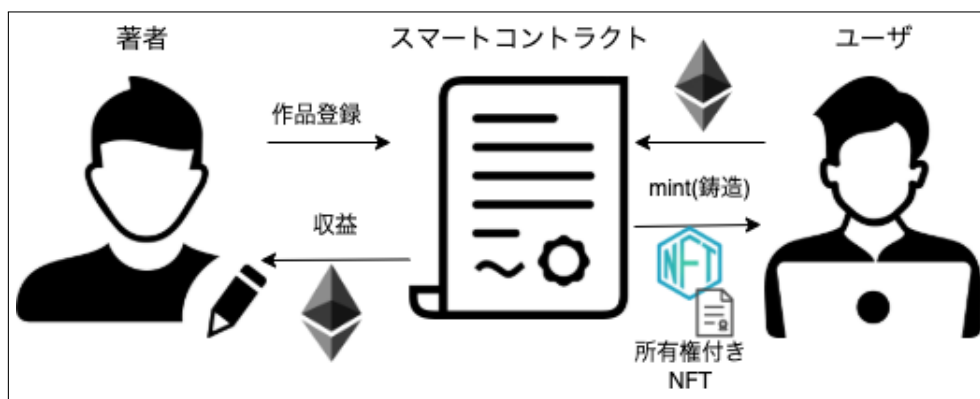 著者
スマートコントラクト
ユーザ
作品登録
mint(鋳造)
収益
NFT
所有権付き
NFT